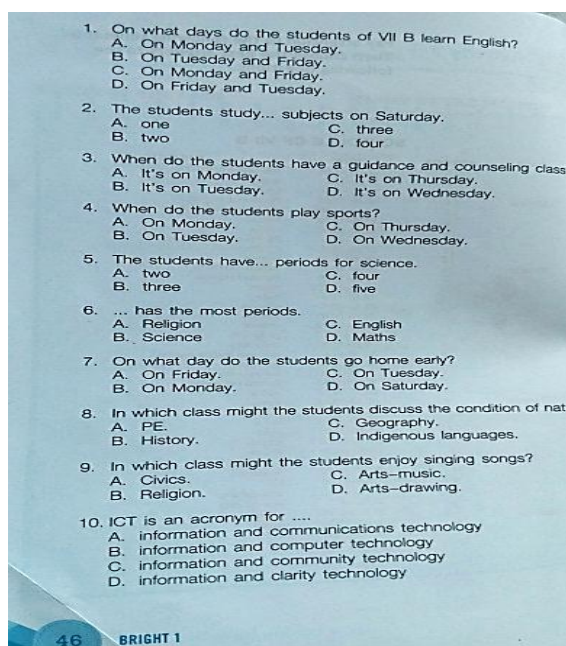 1. On what days do the students of VII B learn English?
A. On Monday and Tuesday.
B. On Tuesday and Friday.
C. On Monday and Friday.
D. On Friday and Tuesday.
2. The students study... subjects on Saturday.
A. one C. three
B. two D. four
3. When do the students have a guidance and counseling class
A. It's on Monday. C. It's on Thursday.
B. It's on Tuesday. D. It's on Wednesday.
4. When do the students play sports?
A. On Monday. C. On Thursday.
B. On Tuesday. D. On Wednesday.
5. The students have... periods for science.
A. two C. four
B. three D. five
6. ... has the most periods.
A. Religion C. English
B. Science D. Maths
7. On what day do the students go home early?
A. On Friday. C. On Tuesday.
B. On Monday. D. On Saturday.
8. In which class might the students discuss the condition of nat
A. PE. C. Geography.
B. History. D. Indigenous languages.
9. In which class might the students enjoy singing songs?
A. Civics. C. Arts-music.
B. Religion. D. Arts-drawing.
10. ICT is an acronym for ....
A. information and communications technology
B. information and computer technology
C. information and community technology
D. information and clarity technology
46 BRIGHT 1